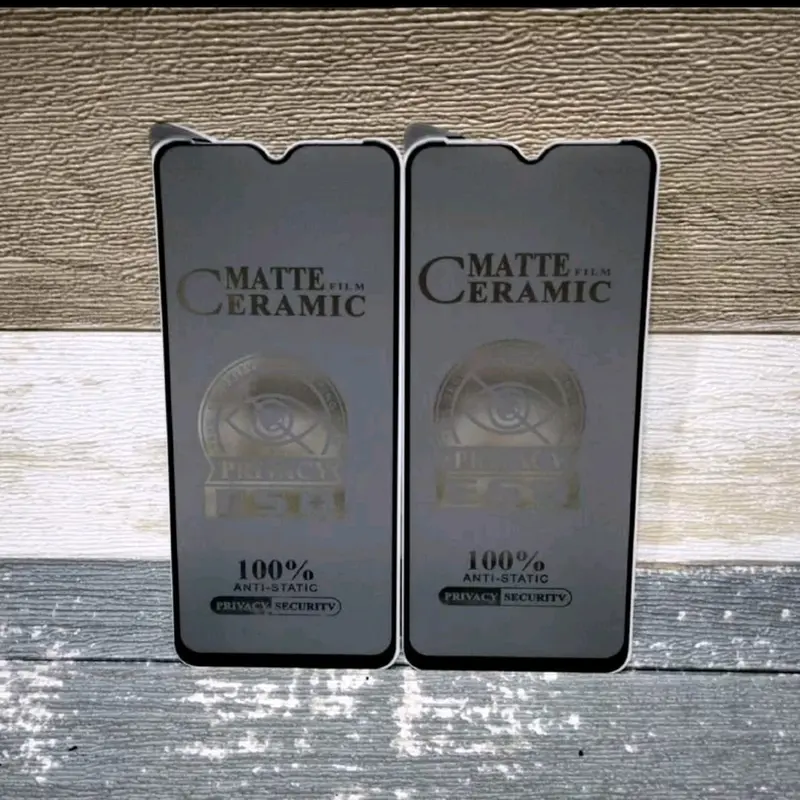 MATTE FILM
CERAMIC
PRIVACY
100%
ANTI-STATIC
PRIVACY SECURITY
MATTE FILM
CERAMIC
PRIVACY
100%
ANTI-STATIC
PRIVACY SECURITY